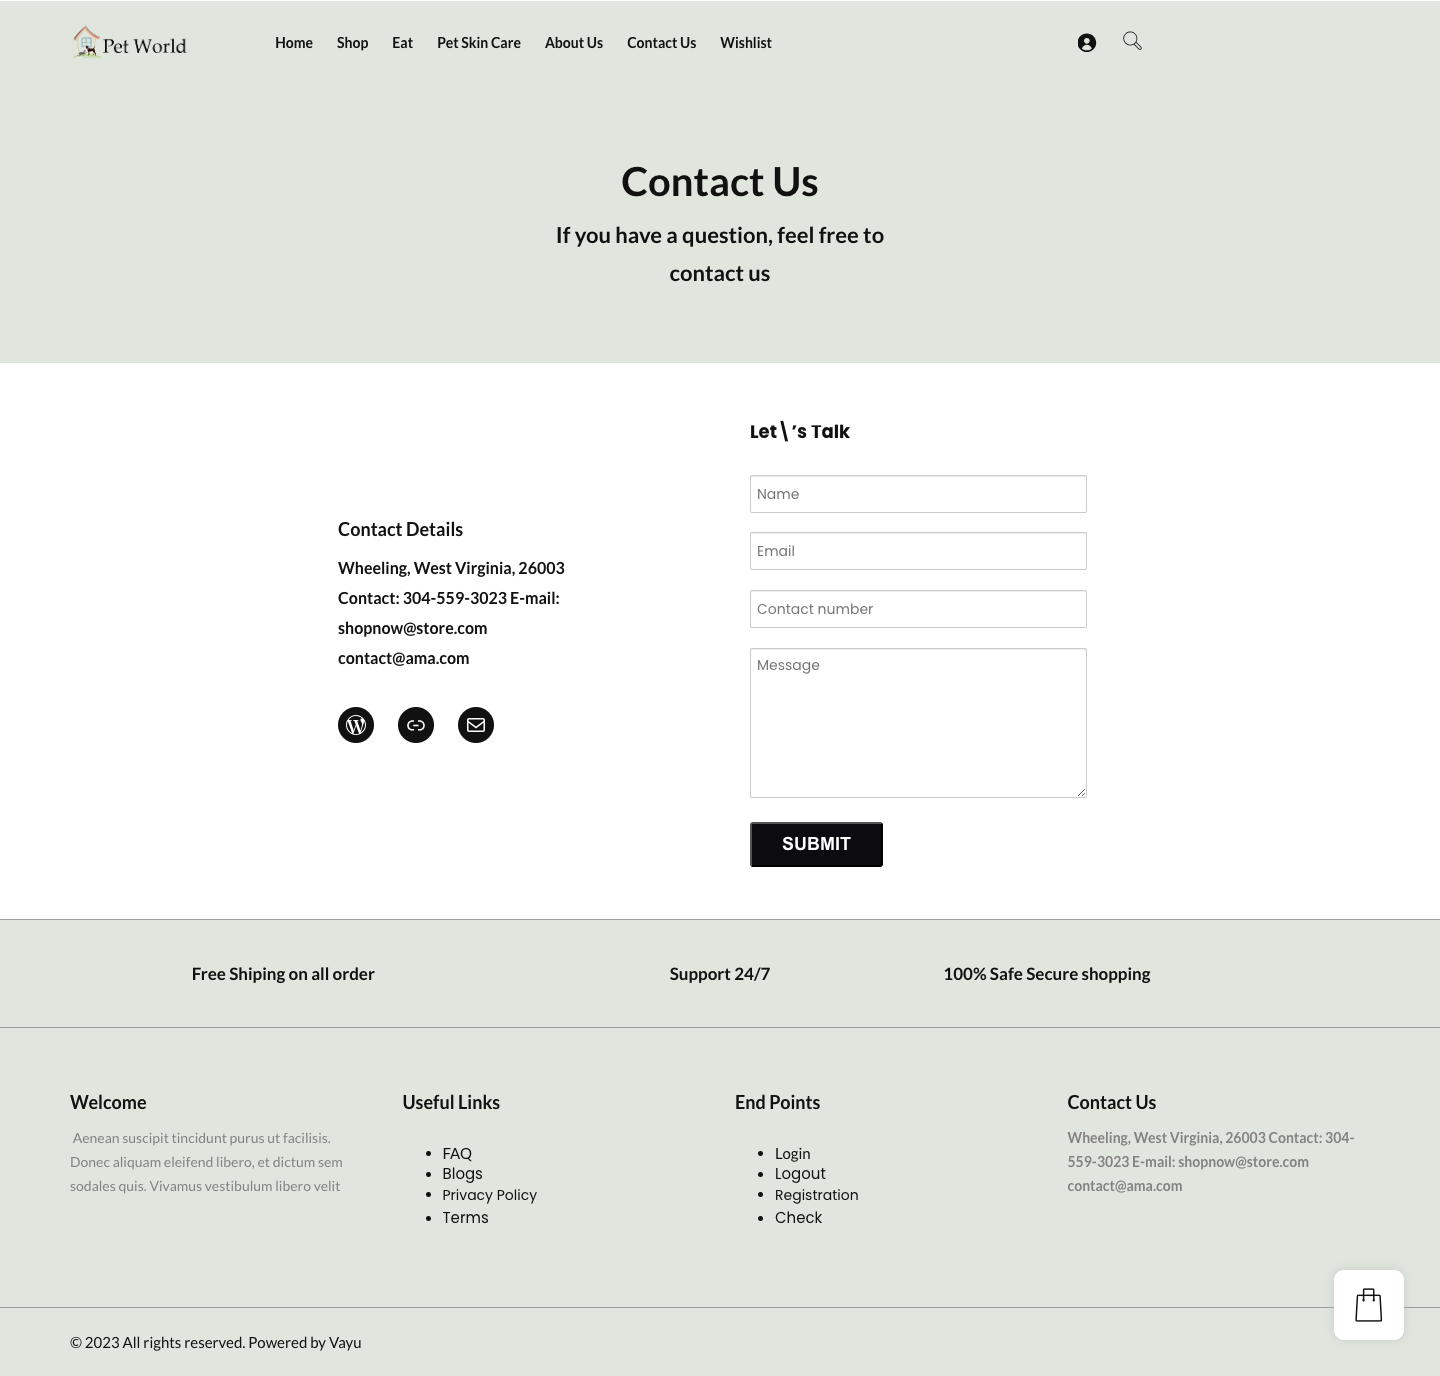 Pet World
Home Shop Eat Pet Skin Care About Us Contact Us Wishlist
Contact Us
If you have a question, feel free to
contact us
Let\'s Talk
Name
Email
Contact number
Message
SUBMIT
Contact Details
Wheeling, West Virginia, 26003
Contact: 304-559-3023 E-mail:
shopnow@store.com
contact@ama.com
Free Shiping on all order
Support 24/7
100% Safe Secure shopping
Welcome
Aenean suscipit tincidunt purus ut facilisis.
Donec aliquam eleifend libero, et dictum sem
sodales quis. Vivamus vestibulum libero velit
Useful Links
FAQ
Blogs
Privacy Policy
Terms
End Points
Login
Logout
Registration
Check
Contact Us
Wheeling, West Virginia, 26003 Contact: 304-
559-3023 E-mail: shopnow@store.com
contact@ama.com
© 2023 All rights reserved. Powered by Vayu